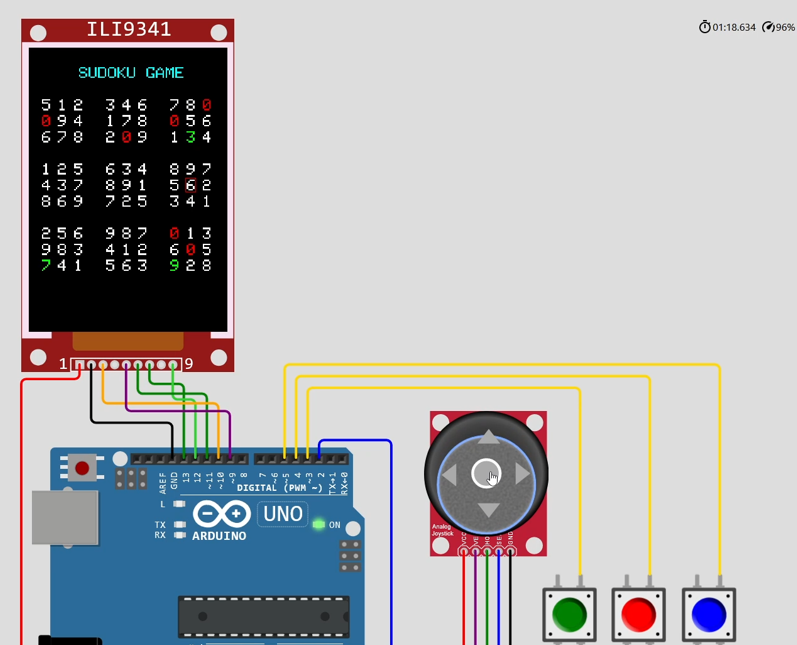 ILI9341
01:18.634 96%
SUDOKU GAME
5 1 2 3 4 6 7 8 0
0 9 4 1 7 8 0 5 6
6 7 8 2 0 9 1 3 4
1 2 5 6 3 4 8 9 7
4 3 7 8 9 1 5 6 2
8 6 9 7 2 5 3 4 1
2 5 6 9 8 7 0 1 3
9 8 3 4 1 2 6 0 5
7 4 1 5 6 3 9 2 8
1 9
AREF
GND
13
12
~11
~10
~9
8
7
~6
~5
4
~3
2
TX→1
RX←0
DIGITAL (PWM ~)
L
TX
RX
UNO
ON
ARDUINO
Analog
Joystick
VCC
GND